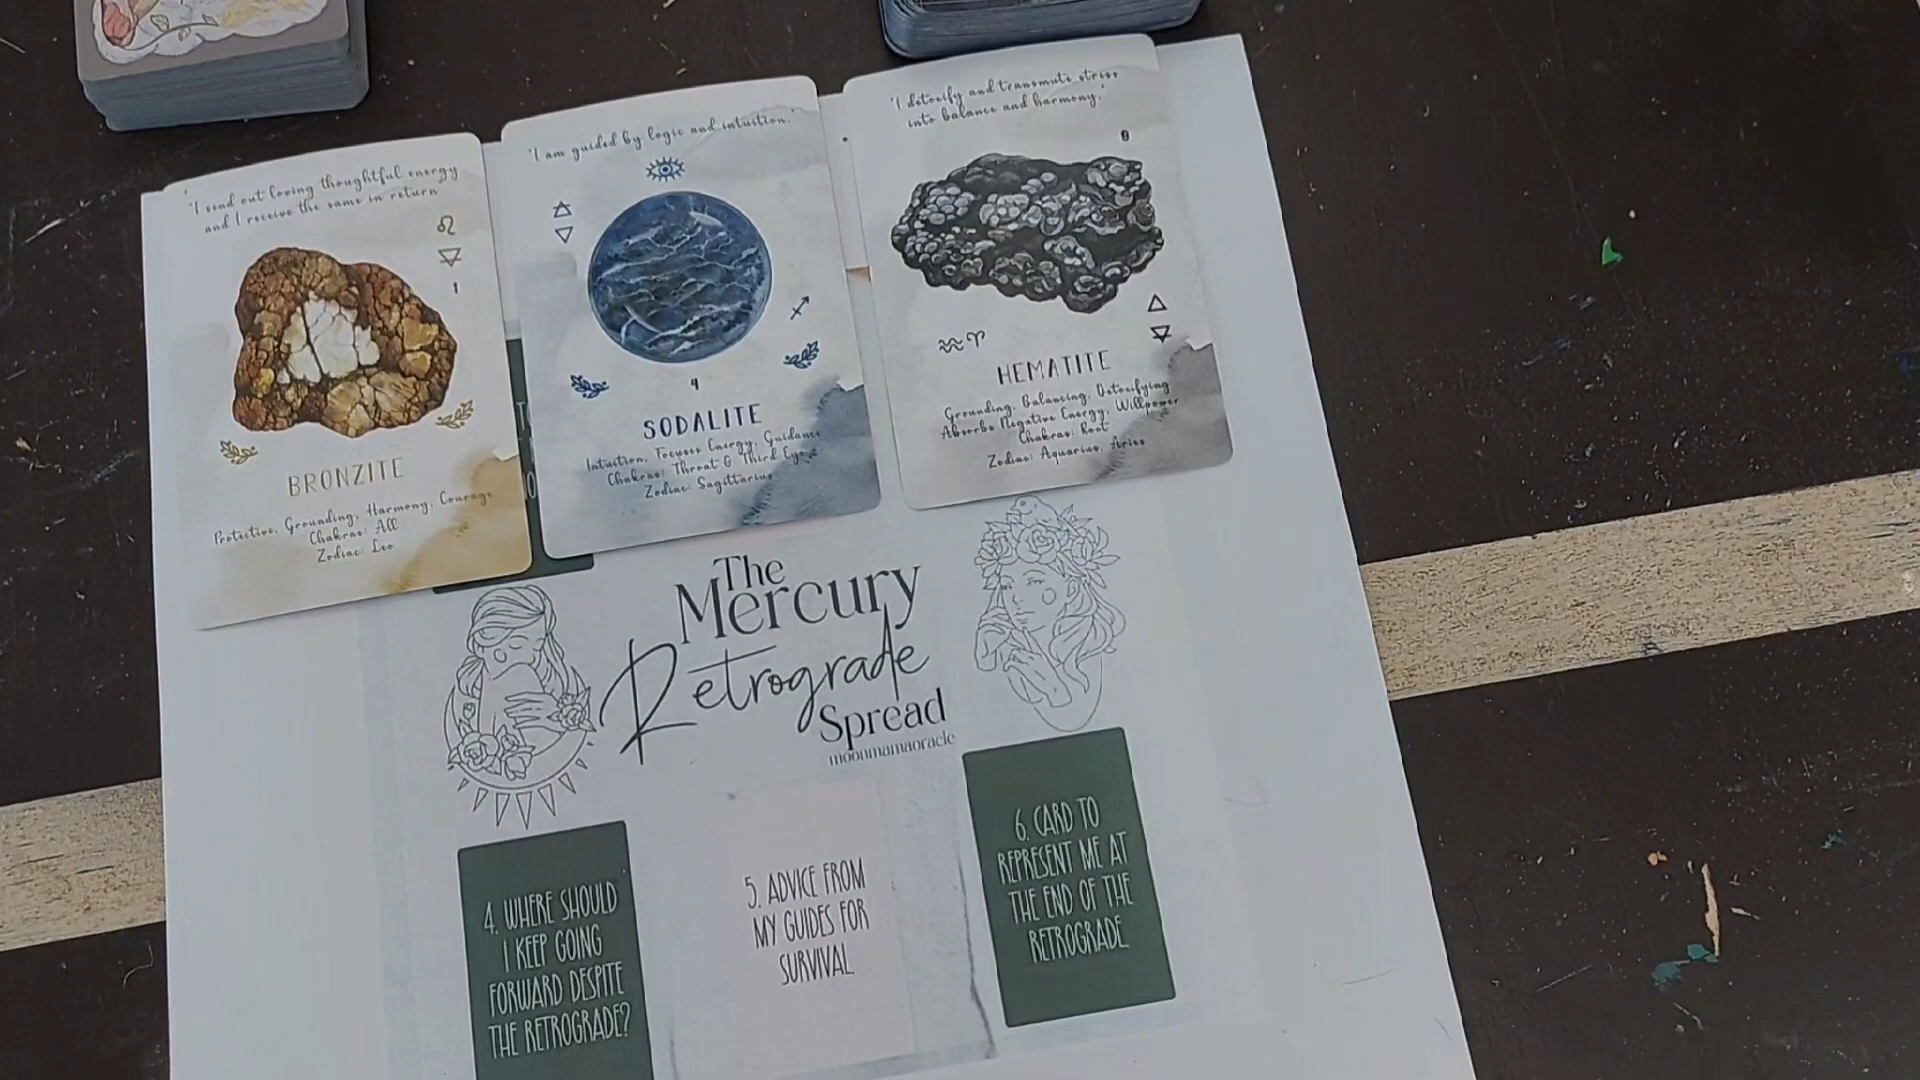 "I send out loving thoughtful energy
and I receive the same in return"
1
BRONZITE
Protective, Grounding, Harmony, Courage
Chakras: All
Zodiac: Leo
"I am guided by logic and intuition."
4
SODALITE
Intuition, Focuses Energy, Guidance
Chakras: Throat & Third Eye
Zodiac: Sagittarius
"I detoxify and transmute stress
into balance and harmony."
8
HEMATITE
Grounding, Balancing, Detoxifying
Absorbs Negative Energy, Willpower
Chakras: Root
Zodiac: Aquarius, Aries
The
Mercury
Retrograde
Spread
moonmamaoracle
4. WHERE SHOULD
I KEEP GOING
FORWARD DESPITE
THE RETROGRADE?
5. ADVICE FROM
MY GUIDES FOR
SURVIVAL
6. CARD TO
REPRESENT ME AT
THE END OF THE
RETROGRADE